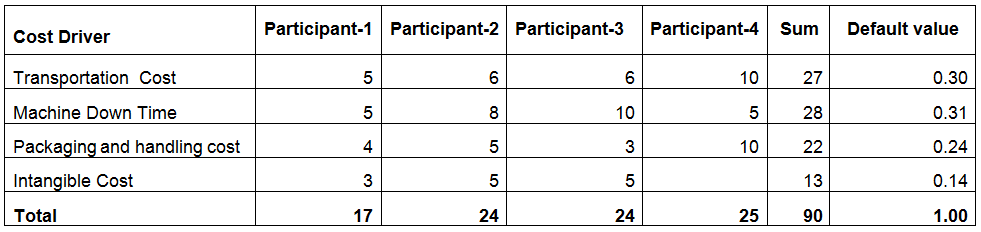 Cost Driver Participant-1 Participant-2 Participant-3 Participant-4 Sum Default value
Transportation Cost 5 6 6 10 27 0.30
Machine Down Time 5 8 10 5 28 0.31
Packaging and handling cost 4 5 3 10 22 0.24
Intangible Cost 3 5 5 13 0.14
Total 17 24 24 25 90 1.00